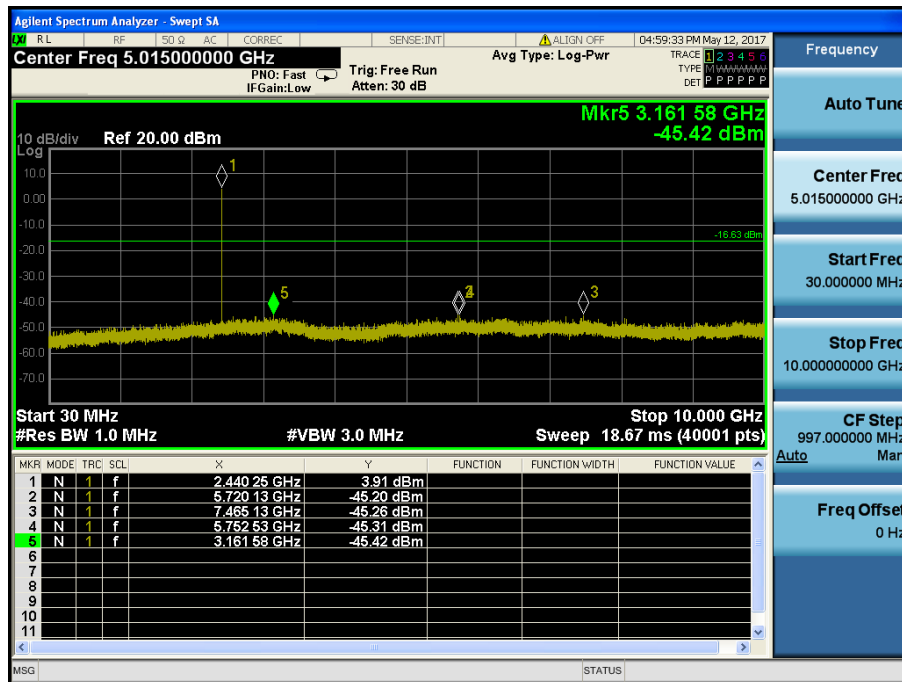 Agilent Spectrum Analyzer - Swept SA
LXI RL RF 50 Ω AC CORREC SENSE:INT ALIGN OFF 04:59:33 PM May 12, 2017
Center Freq 5.015000000 GHz
PNO: Fast
IFGain:Low
Trig: Free Run
Atten: 30 dB
Avg Type: Log-Pwr
TRACE 1 2 3 4 5 6
TYPE M W W W W W
DET P P P P P P
Mkr5 3.161 58 GHz
-45.42 dBm
10 dB/div Ref 20.00 dBm
Log
10.0
0.00
-10.0
-20.0
-30.0
-40.0
-50.0
-60.0
-70.0
1
-16.63 dBm
5
3
Start 30 MHz Stop 10.000 GHz
#Res BW 1.0 MHz #VBW 3.0 MHz Sweep 18.67 ms (40001 pts)
MKR MODE TRC SCL X Y FUNCTION FUNCTION WIDTH FUNCTION VALUE
1 N 1 f 2.440 25 GHz 3.91 dBm
2 N 1 f 5.720 13 GHz -45.20 dBm
3 N 1 f 7.465 13 GHz -45.26 dBm
4 N 1 f 5.752 53 GHz -45.31 dBm
5 N 1 f 3.161 58 GHz -45.42 dBm
6
7
8
9
10
11
MSG STATUS
Frequency
Auto Tune
Center Freq
5.015000000 GHz
Start Freq
30.000000 MHz
Stop Freq
10.000000000 GHz
CF Step
997.000000 MHz
Auto Man
Freq Offset
0 Hz